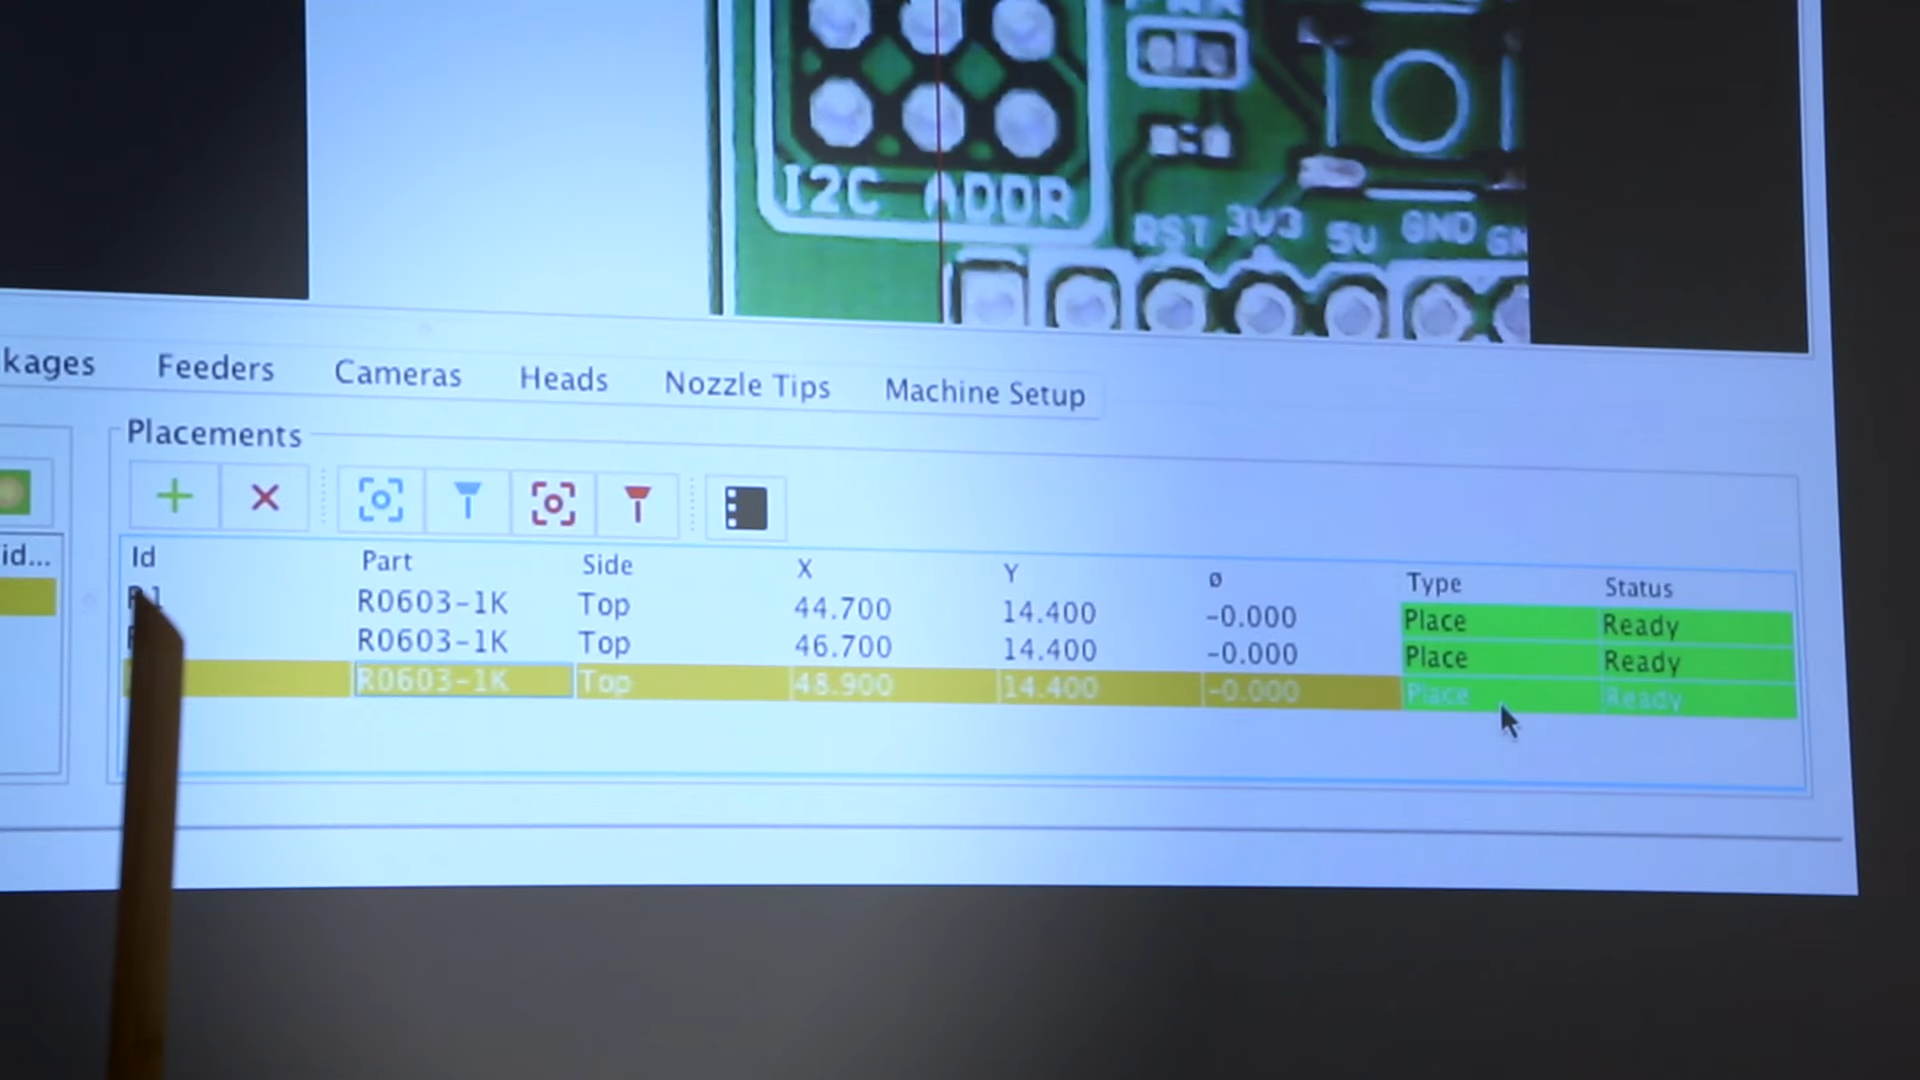 I2C ADDR
RST 3V3 5V GND
kages Feeders Cameras Heads Nozzle Tips Machine Setup
Placements
id...
Id Part Side X Y ø Type Status
R0603-1K Top 44.700 14.400 -0.000 Place Ready
R0603-1K Top 46.700 14.400 -0.000 Place Ready
R0603-1K Top 48.900 14.400 -0.000 Place Ready